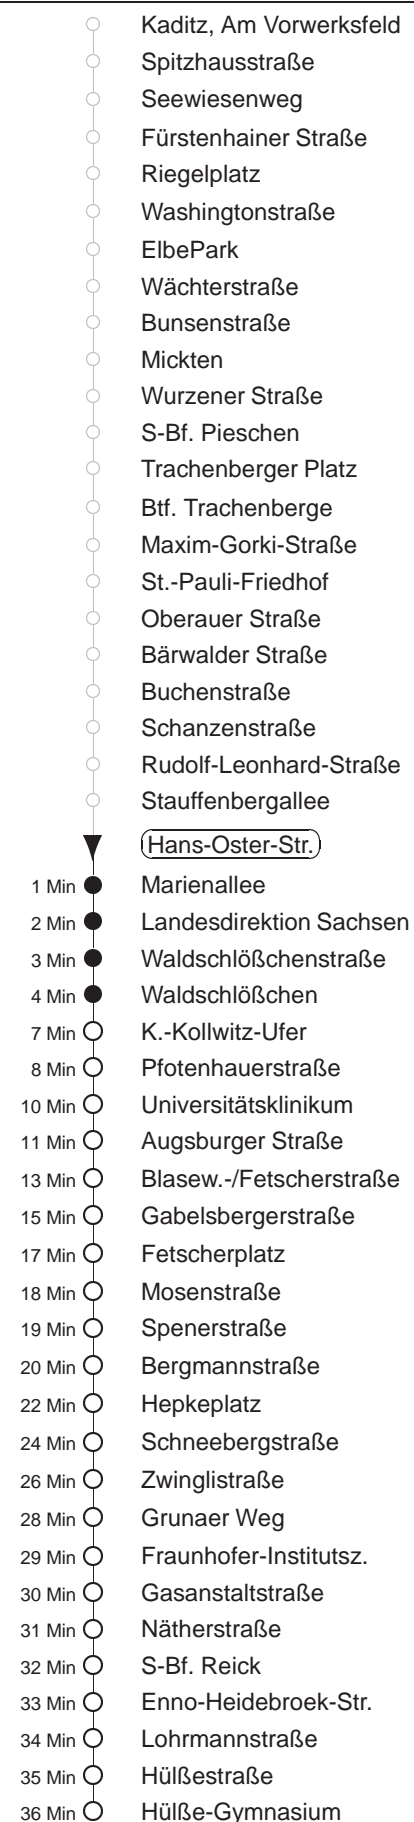 Kaditz, Am Vorwerksfeld
Spitzhausstraße
Seewiesenweg
Fürstenhainer Straße
Riegelplatz
Washingtonstraße
ElbePark
Wächterstraße
Bunsenstraße
Mickten
Wurzener Straße
S-Bf. Pieschen
Trachenberger Platz
Btf. Trachenberge
Maxim-Gorki-Straße
St.-Pauli-Friedhof
Oberauer Straße
Bärwalder Straße
Buchenstraße
Schanzenstraße
Rudolf-Leonhard-Straße
Stauffenbergallee
Hans-Oster-Str.
1 Min Marienallee
2 Min Landesdirektion Sachsen
3 Min Waldschlößchenstraße
4 Min Waldschlößchen
7 Min K.-Kollwitz-Ufer
8 Min Pfotenhauerstraße
10 Min Universitätsklinikum
11 Min Augsburger Straße
13 Min Blasew.-/Fetscherstraße
15 Min Gabelsbergerstraße
17 Min Fetscherplatz
18 Min Mosenstraße
19 Min Spenerstraße
20 Min Bergmannstraße
22 Min Hepkeplatz
24 Min Schneebergstraße
26 Min Zwinglistraße
28 Min Grunaer Weg
29 Min Fraunhofer-Institutsz.
30 Min Gasanstaltstraße
31 Min Nätherstraße
32 Min S-Bf. Reick
33 Min Enno-Heidebroek-Str.
34 Min Lohrmannstraße
35 Min Hülßestraße
36 Min Hülße-Gymnasium